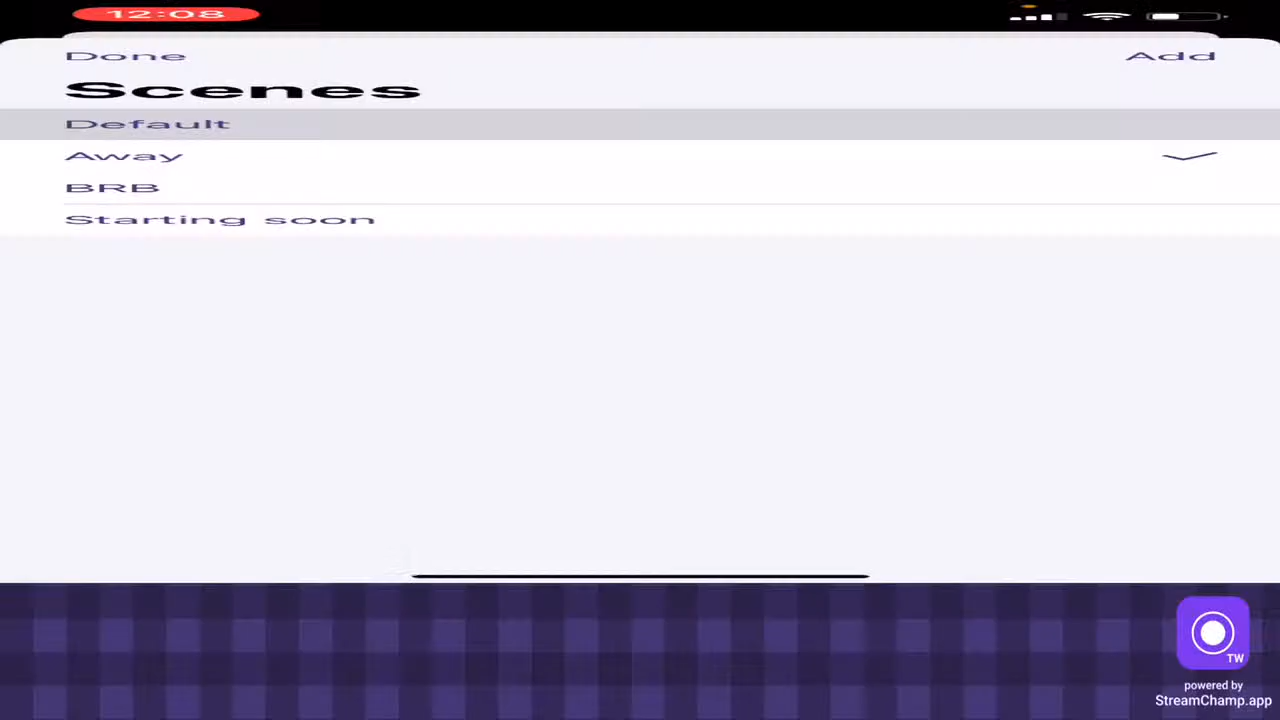 12:08
Done
Add
Scenes
Default
Away
BRB
Starting soon
TW
powered by
StreamChamp.app